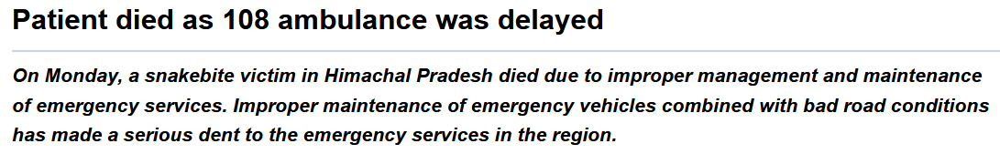 Patient died as 108 ambulance was delayed
On Monday, a snakebite victim in Himachal Pradesh died due to improper management and maintenance
of emergency services. Improper maintenance of emergency vehicles combined with bad road conditions
has made a serious dent to the emergency services in the region.